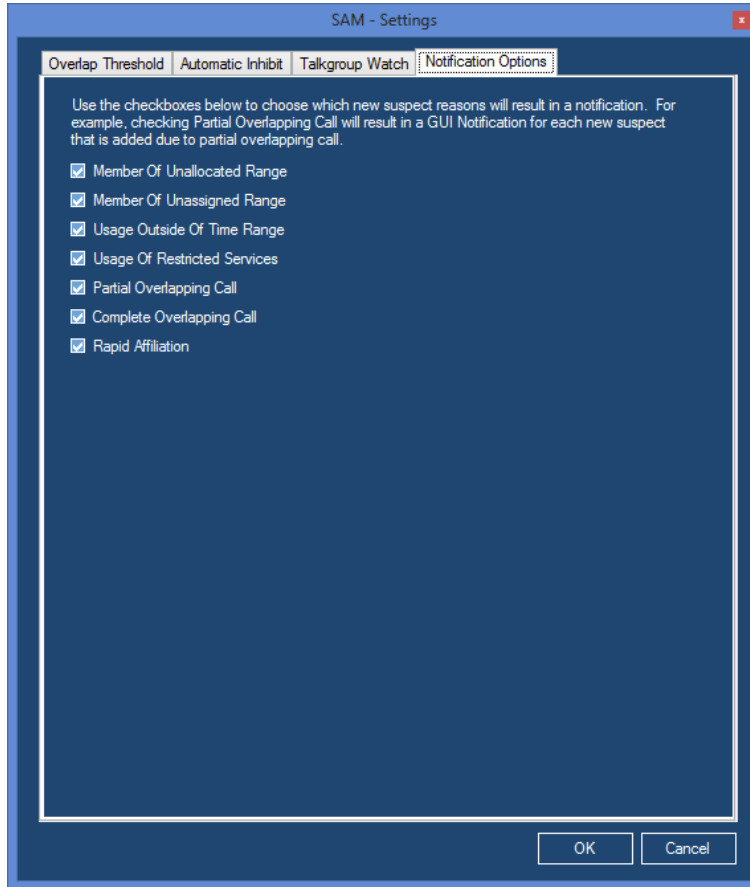 SAM - Settings
x
Overlap Threshold Automatic Inhibit Talkgroup Watch Notification Options
Use the checkboxes below to choose which new suspect reasons will result in a notification. For
example, checking Partial Overlapping Call will result in a GUI Notification for each new suspect
that is added due to partial overlapping call.
Member Of Unallocated Range
Member Of Unassigned Range
Usage Outside Of Time Range
Usage Of Restricted Services
Partial Overlapping Call
Complete Overlapping Call
Rapid Affiliation
OK Cancel